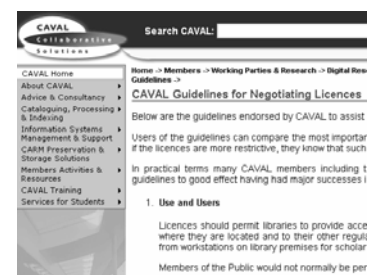 CAVAL
Collaborative
Solutions
Search CAVAL:
CAVAL Home
About CAVAL
Advice & Consultancy
Cataloguing, Processing
& Indexing
Information Systems
Management & Support
CARM Preservation &
Storage Solutions
Members Activities &
Resources
CAVAL Training
Services for Students
Home -> Members -> Working Parties & Research -> Digital Res
Guidelines ->
CAVAL Guidelines for Negotiating Licences
Below are the guidelines endorsed by CAVAL to assist
Users of the guidelines can compare the most importan
if the licences are more restrictive, they know that such
In practical terms many CAVAL members including t
guidelines to good effect having had major successes i
1. Use and Users
Licences should permit libraries to provide acce
where they are located and to their other regula
from workstations on library premises for scholar
Members of the Public would not normally be per